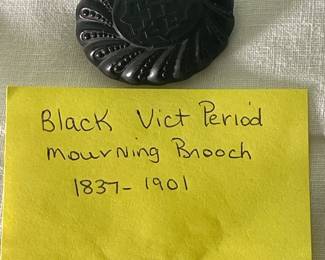 Black Vict Period
mourning Brooch
1837-1901